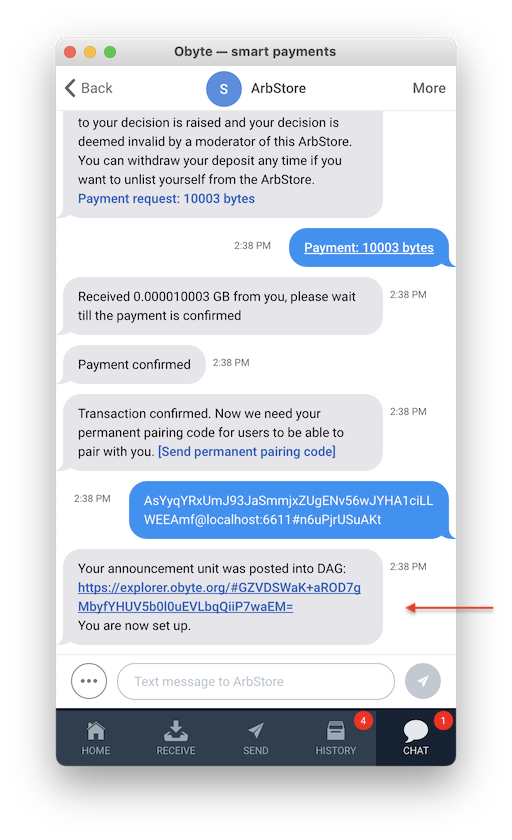 Obyte — smart payments
Back
S
ArbStore
More
to your decision is raised and your decision is
deemed invalid by a moderator of this ArbStore.
You can withdraw your deposit any time if you
want to unlist yourself from the ArbStore.
Payment request: 10003 bytes
2:38 PM
Payment: 10003 bytes
Received 0.000010003 GB from you, please wait
till the payment is confirmed
2:38 PM
Payment confirmed
2:38 PM
Transaction confirmed. Now we need your
permanent pairing code for users to be able to
pair with you. [Send permanent pairing code]
2:38 PM
2:38 PM
AsYyqYRxUmJ93JaSmmjxZUgENv56wJYHA1ciLL
WEEAmf@localhost:6611#n6uPjrUSuAKt
Your announcement unit was posted into DAG:
https://explorer.obyte.org/#GZVDSWaK+aROD7g
MbyfYHUV5b0l0uEVLbqQiiP7waEM=
You are now set up.
2:38 PM
Text message to ArbStore
HOME
RECEIVE
SEND
4
HISTORY
1
CHAT